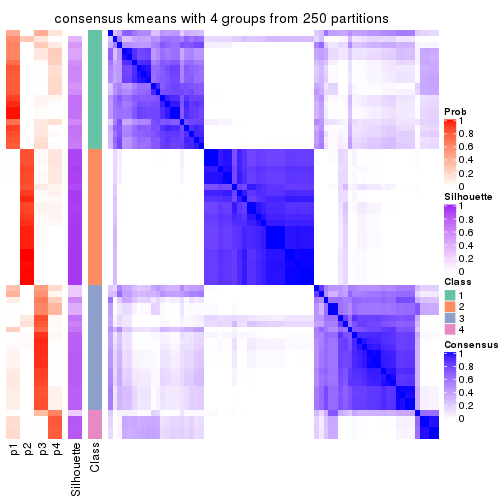 consensus kmeans with 4 groups from 250 partitions
Prob
1
0.8
0.6
0.4
0.2
0
Silhouette
1
0.8
0.6
0.4
0.2
0
Class
1
2
3
4
Consensus
1
0.8
0.6
0.4
0.2
0
p1
p2
p3
p4
Silhouette
Class